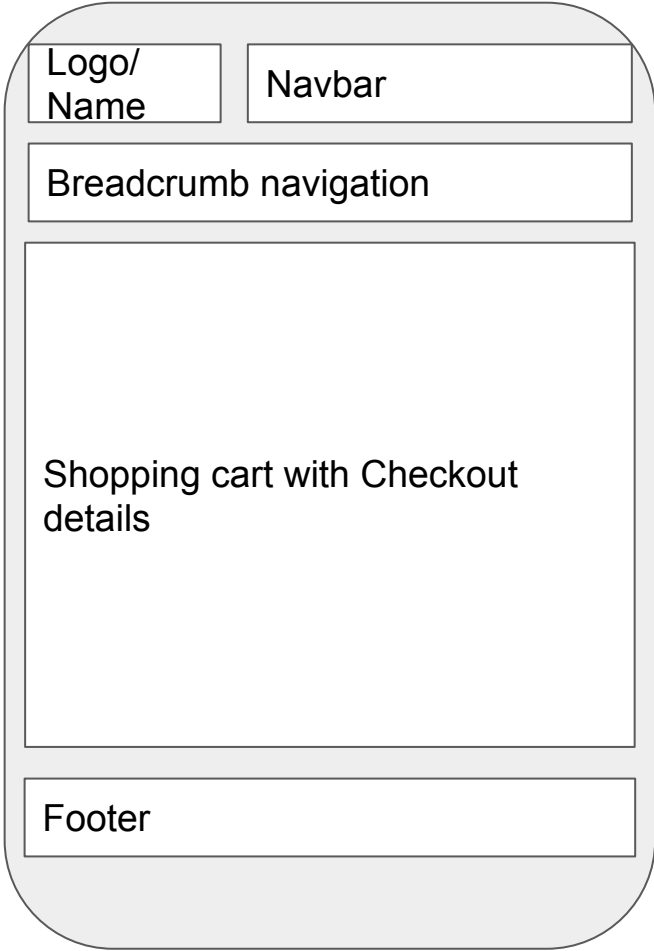 Logo/
Name
Navbar
Breadcrumb navigation
Shopping cart with Checkout
details
Footer